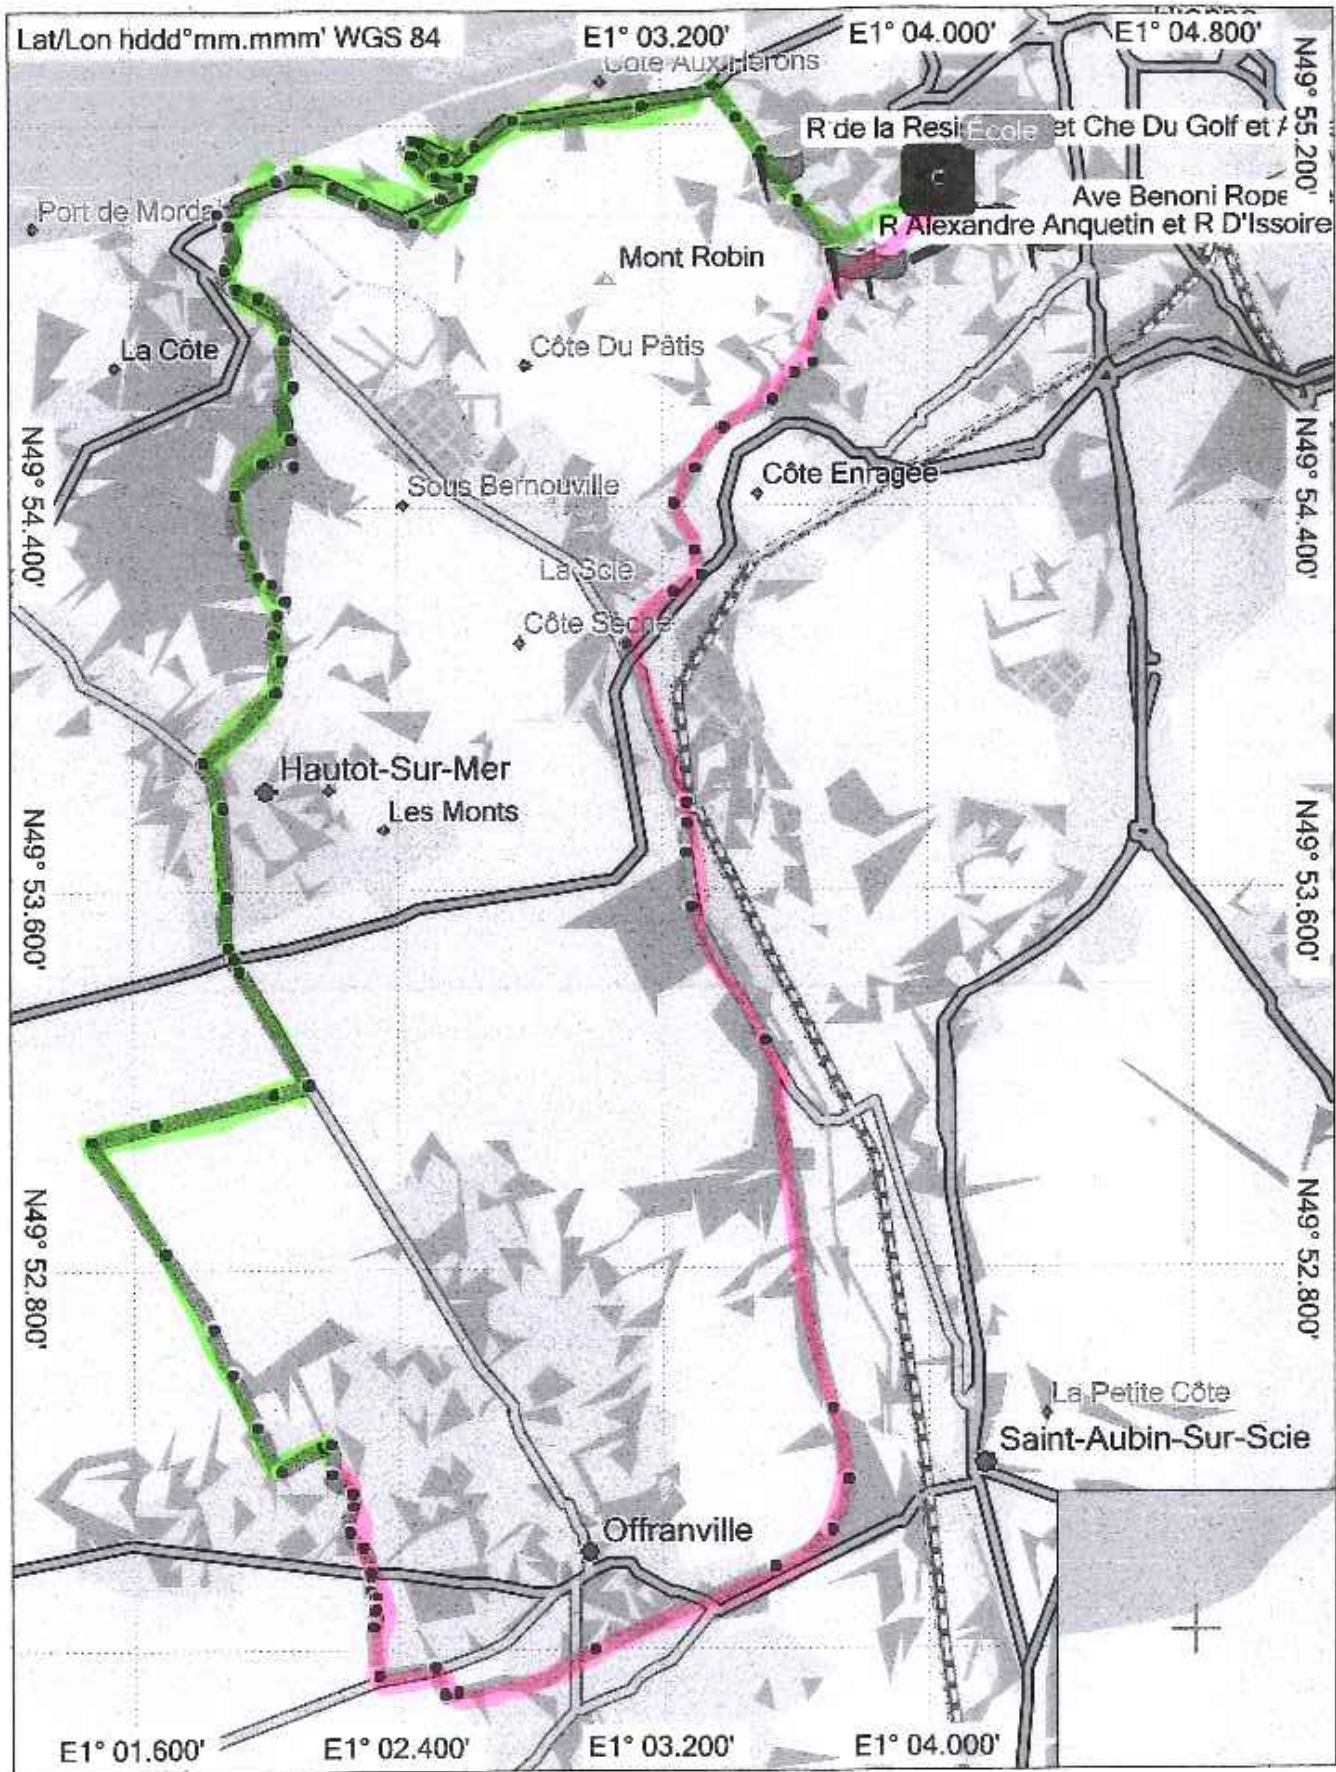 Lat/Lon hddd°mm.mmm' WGS 84
E1° 03.200'
E1° 04.000'
E1° 04.800'
Côte Aux Hérons
N49° 55.200'
R de la Resi
École
et Che Du Golf et A
Ave Benoni Rope
R Alexandre Anquetin et R D'Issoire
Port de Morda
Mont Robin
La Côte
Côte Du Pâtis
N49° 54.400'
Sous Bernouville
Côte Enragée
N49° 54.400'
La Scie
Côte Sèche
Hautot-Sur-Mer
Les Monts
N49° 53.600'
N49° 53.600'
N49° 52.800'
N49° 52.800'
La Petite Côte
Saint-Aubin-Sur-Scie
Offranville
E1° 01.600'
E1° 02.400'
E1° 03.200'
E1° 04.000'